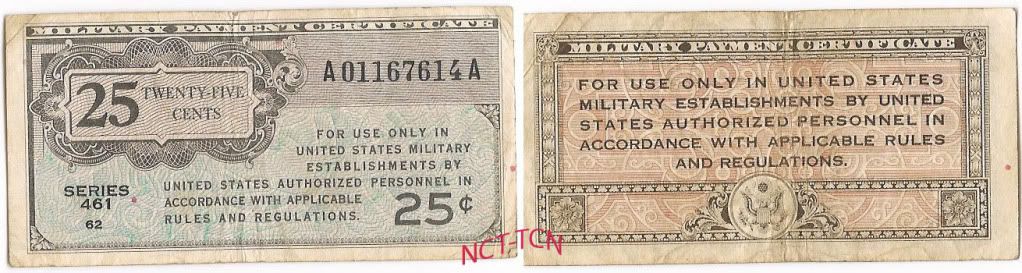 MILITARY PAYMENT CERTIFICATE
A01167614A
25 TWENTY-FIVE
CENTS
FOR USE ONLY IN
UNITED STATES MILITARY
ESTABLISHMENTS BY
UNITED STATES AUTHORIZED PERSONNEL IN
ACCORDANCE WITH APPLICABLE
RULES AND REGULATIONS.
SERIES
461
62
25¢
MILITARY PAYMENT CERTIFICATE
FOR USE ONLY IN UNITED STATES
MILITARY ESTABLISHMENTS BY UNITED
STATES AUTHORIZED PERSONNEL IN
ACCORDANCE WITH APPLICABLE RULES
AND REGULATIONS.
NCT-TCN